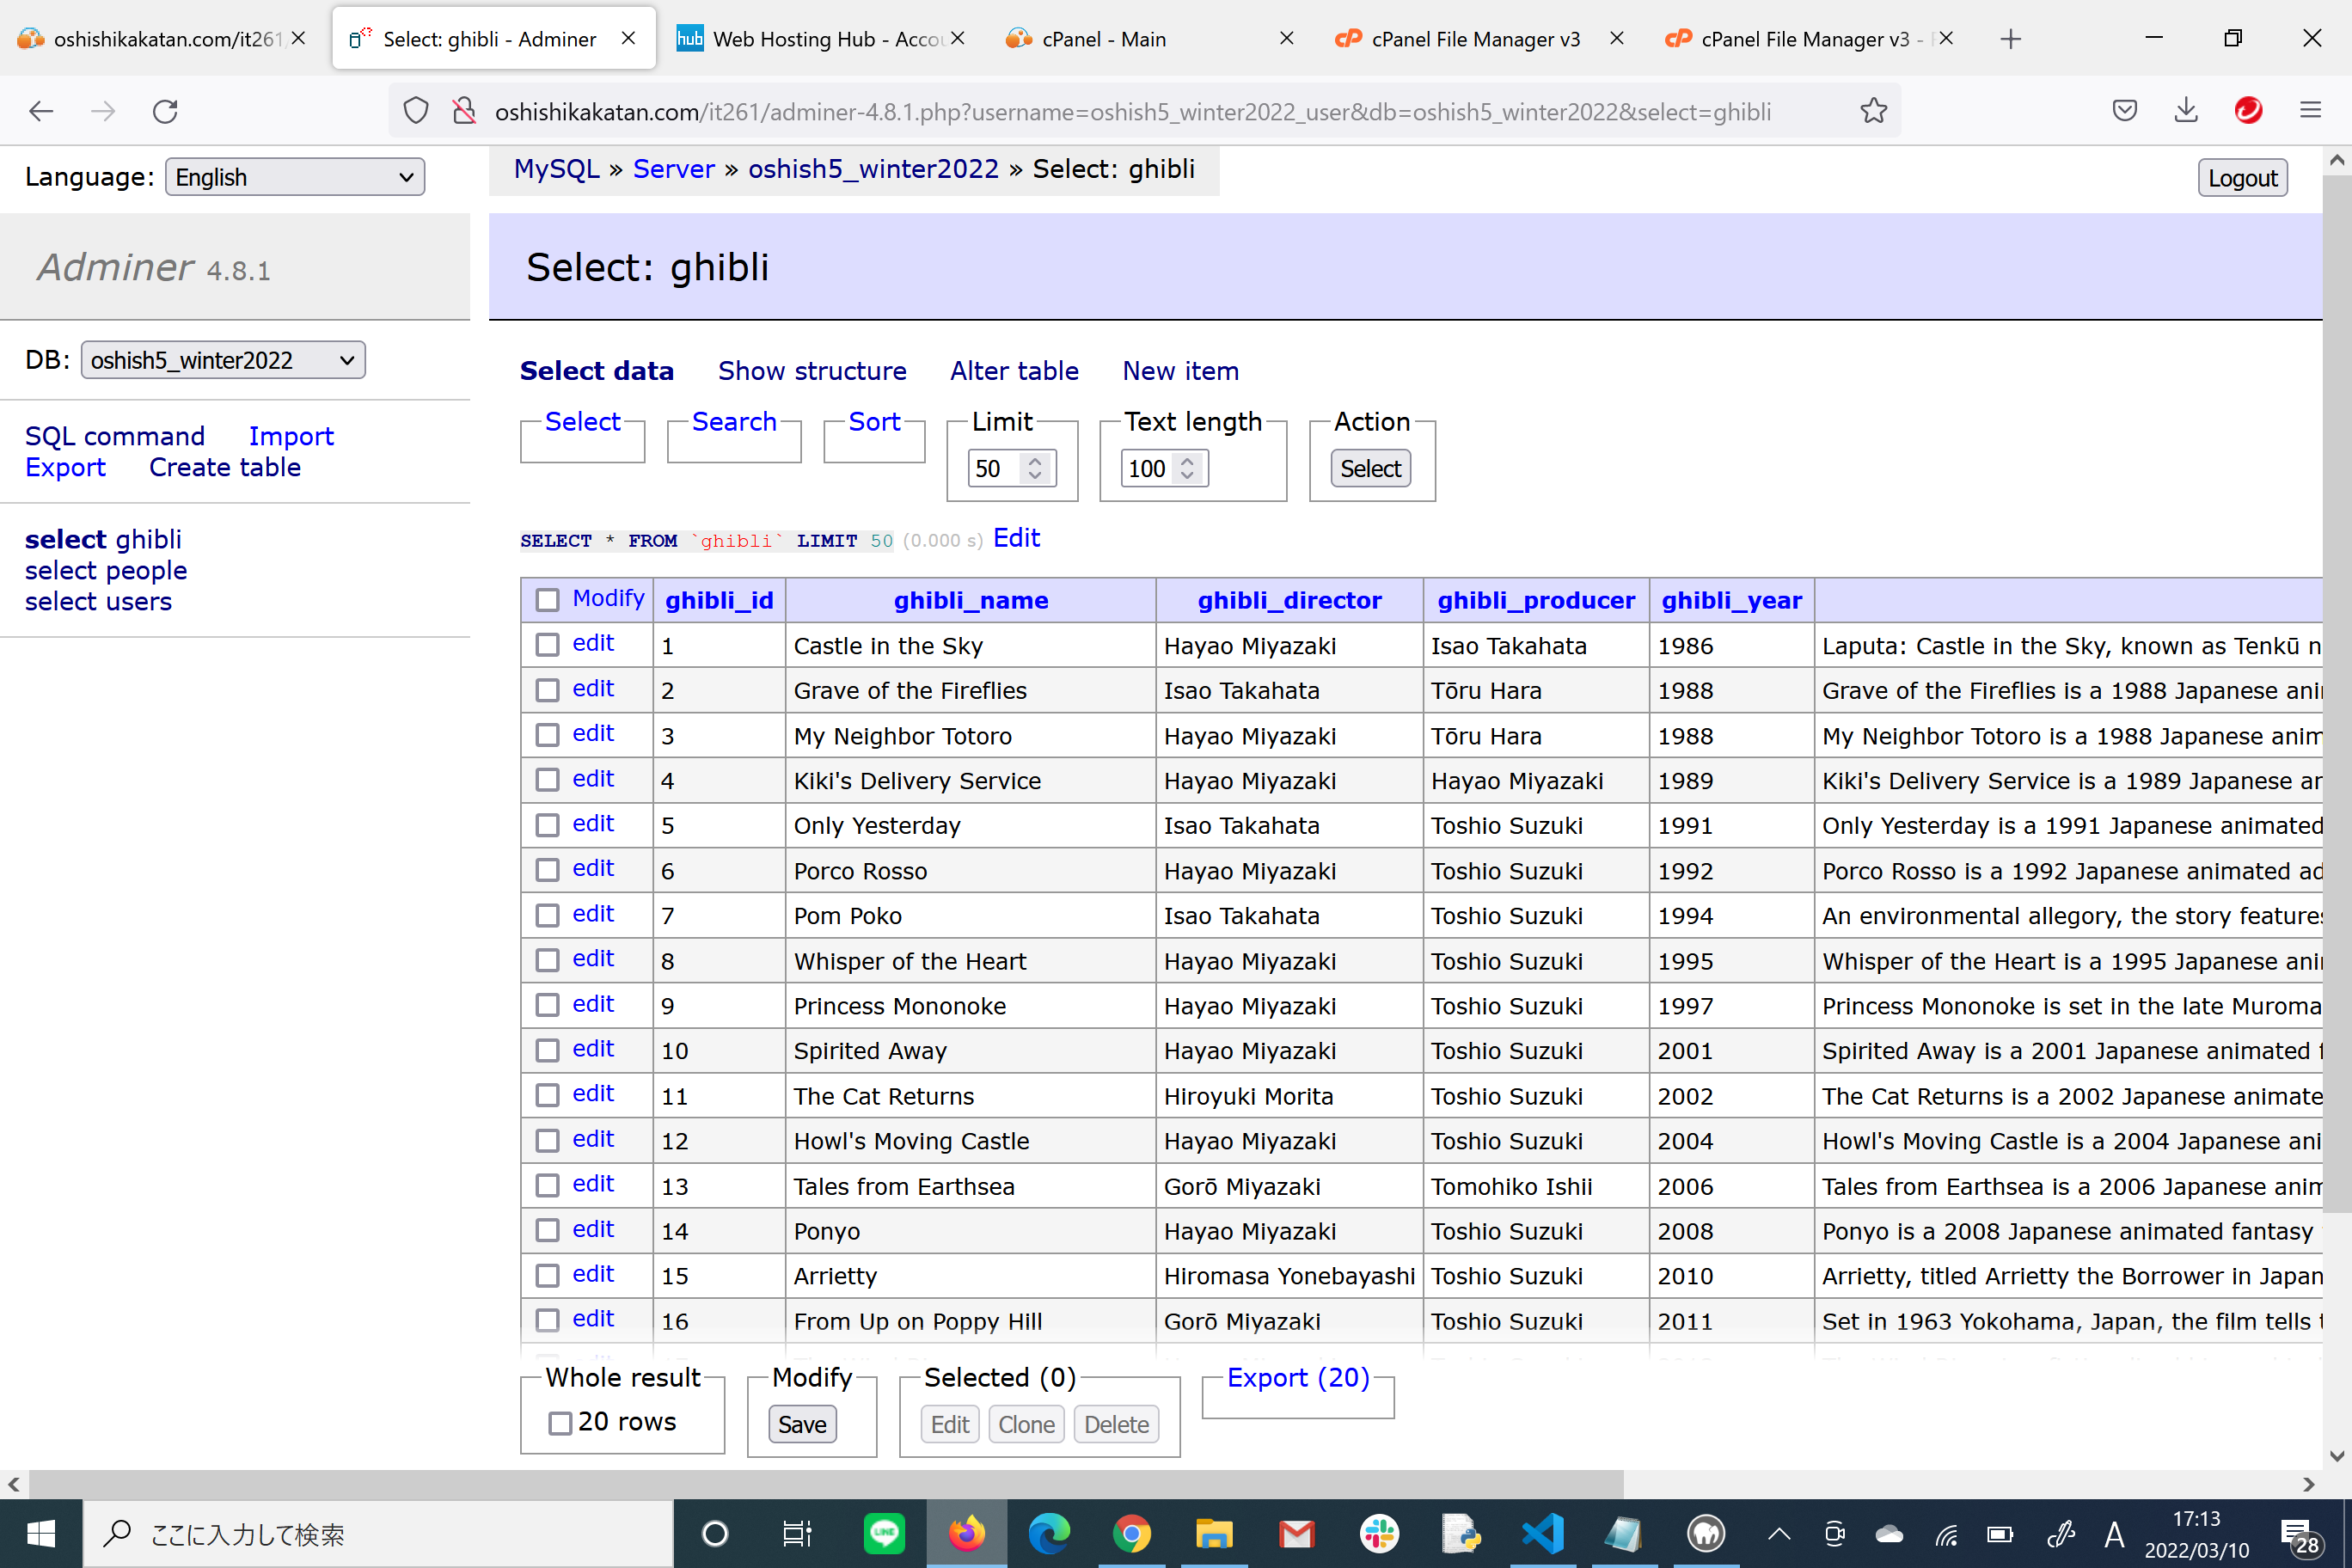 oshishikakatan.com/it261/
Select: ghibli - Adminer
hub Web Hosting Hub - Accou
cPanel - Main
cP cPanel File Manager v3
cP cPanel File Manager v3 - F
oshishikakatan.com/it261/adminer-4.8.1.php?username=oshish5_winter2022_user&db=oshish5_winter2022&select=ghibli
Language: English
MySQL » Server » oshish5_winter2022 » Select: ghibli
Logout
Adminer 4.8.1
Select: ghibli
DB: oshish5_winter2022
SQL command Import
Export Create table
select ghibli
select people
select users
Select data Show structure Alter table New item
Select Search Sort Limit Text length Action
50 100 Select
SELECT * FROM `ghibli` LIMIT 50 (0.000 s) Edit
Modify ghibli_id ghibli_name ghibli_director ghibli_producer ghibli_year
edit 1 Castle in the Sky Hayao Miyazaki Isao Takahata 1986 Laputa: Castle in the Sky, known as Tenkū n
edit 2 Grave of the Fireflies Isao Takahata Tōru Hara 1988 Grave of the Fireflies is a 1988 Japanese ani
edit 3 My Neighbor Totoro Hayao Miyazaki Tōru Hara 1988 My Neighbor Totoro is a 1988 Japanese anim
edit 4 Kiki's Delivery Service Hayao Miyazaki Hayao Miyazaki 1989 Kiki's Delivery Service is a 1989 Japanese an
edit 5 Only Yesterday Isao Takahata Toshio Suzuki 1991 Only Yesterday is a 1991 Japanese animated
edit 6 Porco Rosso Hayao Miyazaki Toshio Suzuki 1992 Porco Rosso is a 1992 Japanese animated ad
edit 7 Pom Poko Isao Takahata Toshio Suzuki 1994 An environmental allegory, the story features
edit 8 Whisper of the Heart Hayao Miyazaki Toshio Suzuki 1995 Whisper of the Heart is a 1995 Japanese ani
edit 9 Princess Mononoke Hayao Miyazaki Toshio Suzuki 1997 Princess Mononoke is set in the late Muroma
edit 10 Spirited Away Hayao Miyazaki Toshio Suzuki 2001 Spirited Away is a 2001 Japanese animated f
edit 11 The Cat Returns Hiroyuki Morita Toshio Suzuki 2002 The Cat Returns is a 2002 Japanese animate
edit 12 Howl's Moving Castle Hayao Miyazaki Toshio Suzuki 2004 Howl's Moving Castle is a 2004 Japanese ani
edit 13 Tales from Earthsea Gorō Miyazaki Tomohiko Ishii 2006 Tales from Earthsea is a 2006 Japanese anim
edit 14 Ponyo Hayao Miyazaki Toshio Suzuki 2008 Ponyo is a 2008 Japanese animated fantasy
edit 15 Arrietty Hiromasa Yonebayashi Toshio Suzuki 2010 Arrietty, titled Arrietty the Borrower in Japan
edit 16 From Up on Poppy Hill Gorō Miyazaki Toshio Suzuki 2011 Set in 1963 Yokohama, Japan, the film tells t
Whole result Modify Selected (0) Export (20)
20 rows Save Edit Clone Delete
ここに入力して検索
LINE
A
17:13
2022/03/10
28